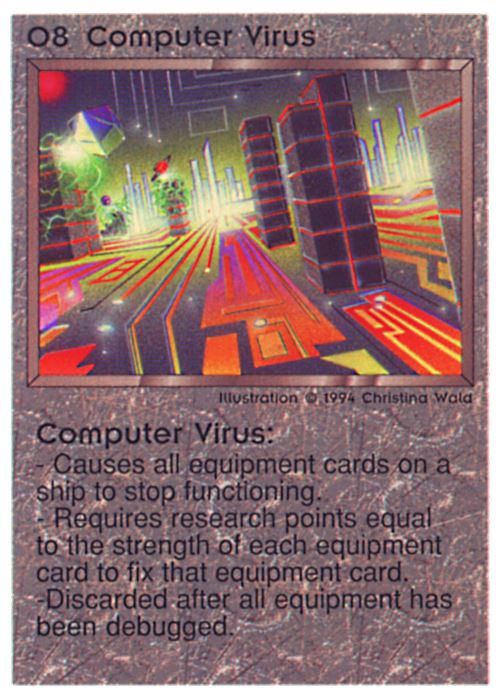 O8 Computer Virus
Illustration © 1994 Christina Wald
Computer Virus:
- Causes all equipment cards on a
ship to stop functioning.
- Requires research points equal
to the strength of each equipment
card to fix that equipment card.
-Discarded after all equipment has
been debugged.